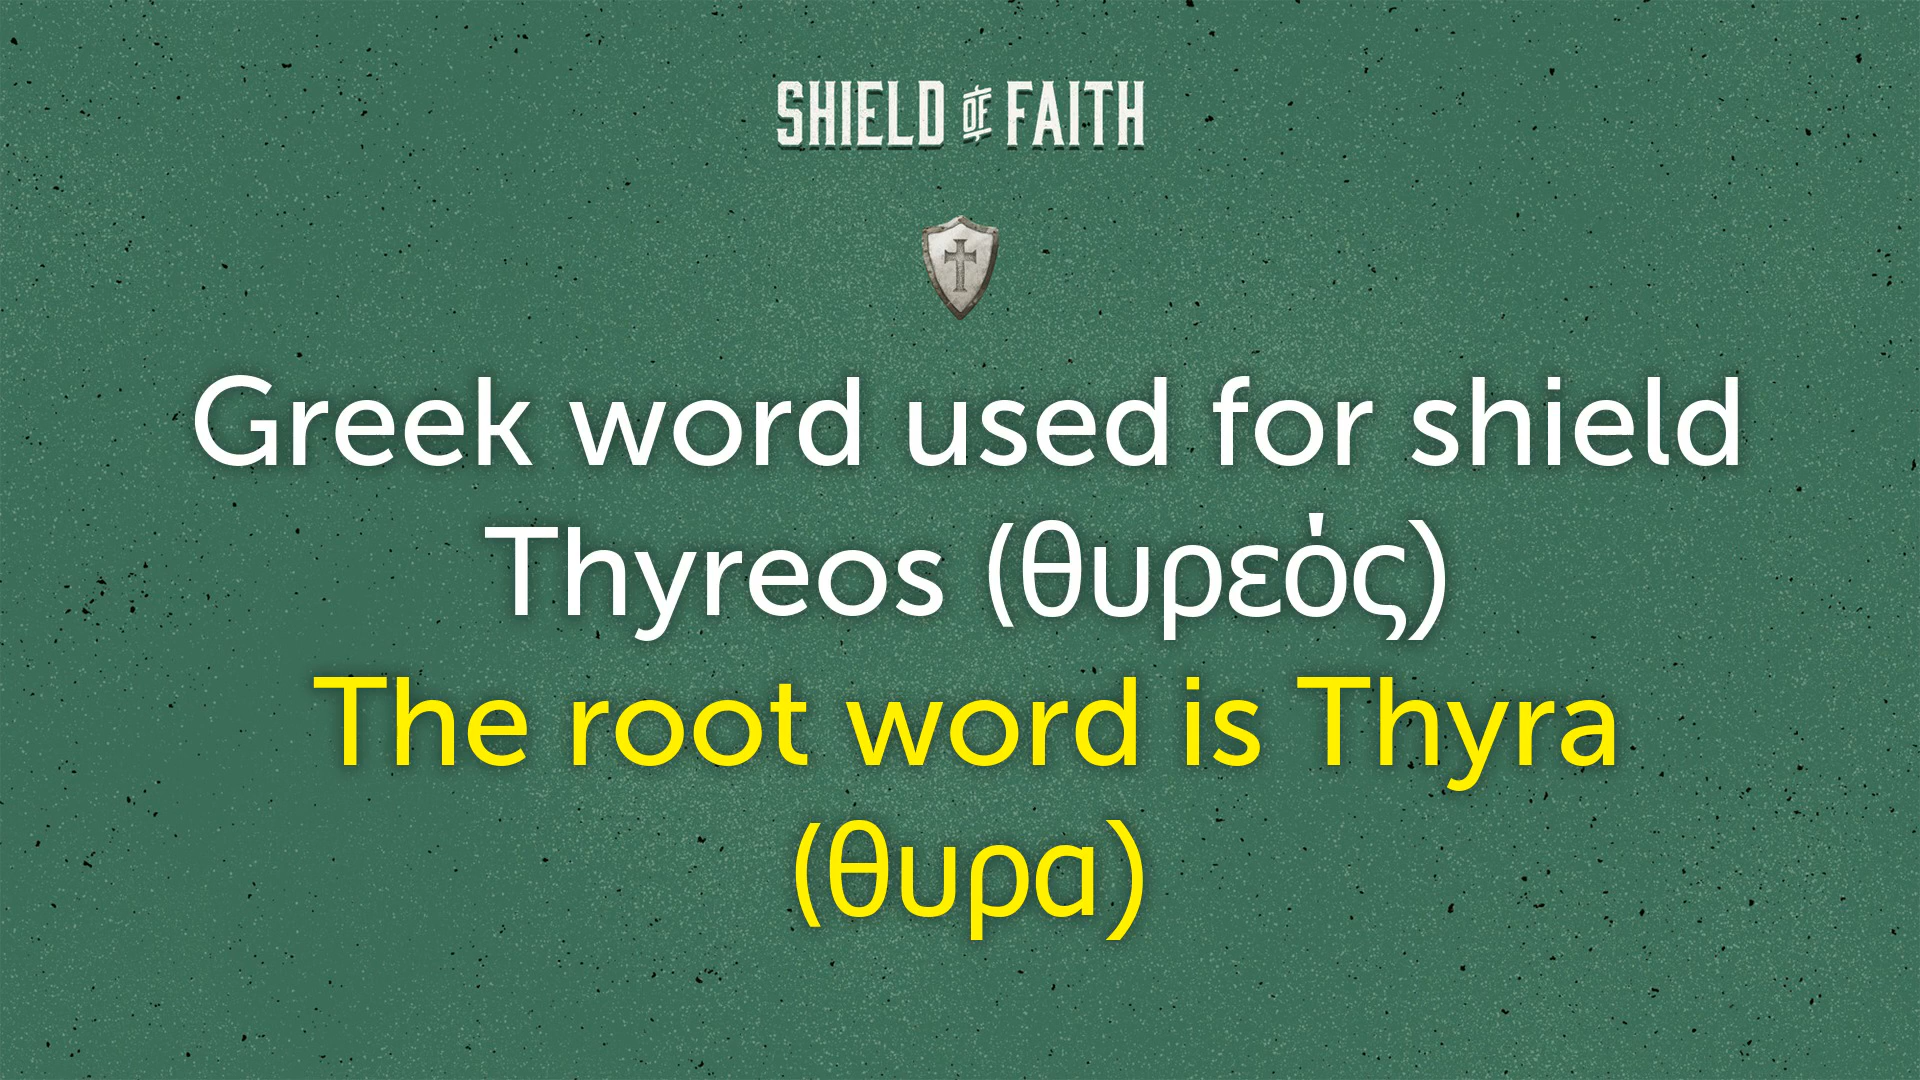 SHIELD OF FAITH
Greek word used for shield
Thyreos (θυρεός)
The root word is Thyra
(θυρα)